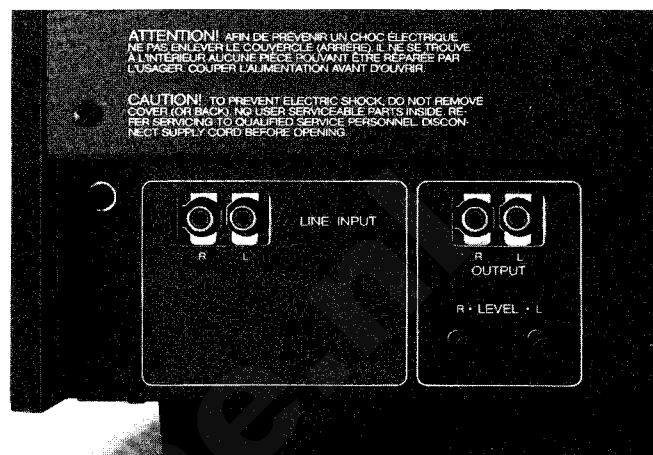 ATTENTION! AFIN DE PRÉVENIR UN CHOC ÉLECTRIQUE
NE PAS ENLEVER LE COUVERCLE (ARRIÈRE). IL NE SE TROUVE
À L'INTÉRIEUR AUCUNE PIÈCE POUVANT ÊTRE RÉPARÉE PAR
L'USAGER. COUPER L'ALIMENTATION AVANT D'OUVRIR.
CAUTION! TO PREVENT ELECTRIC SHOCK, DO NOT REMOVE
COVER (OR BACK). NO USER SERVICEABLE PARTS INSIDE. RE
FER SERVICING TO QUALIFIED SERVICE PERSONNEL. DISCON-
NECT SUPPLY CORD BEFORE OPENING.
LINE INPUT
R L
R L
OUTPUT
R • LEVEL • L